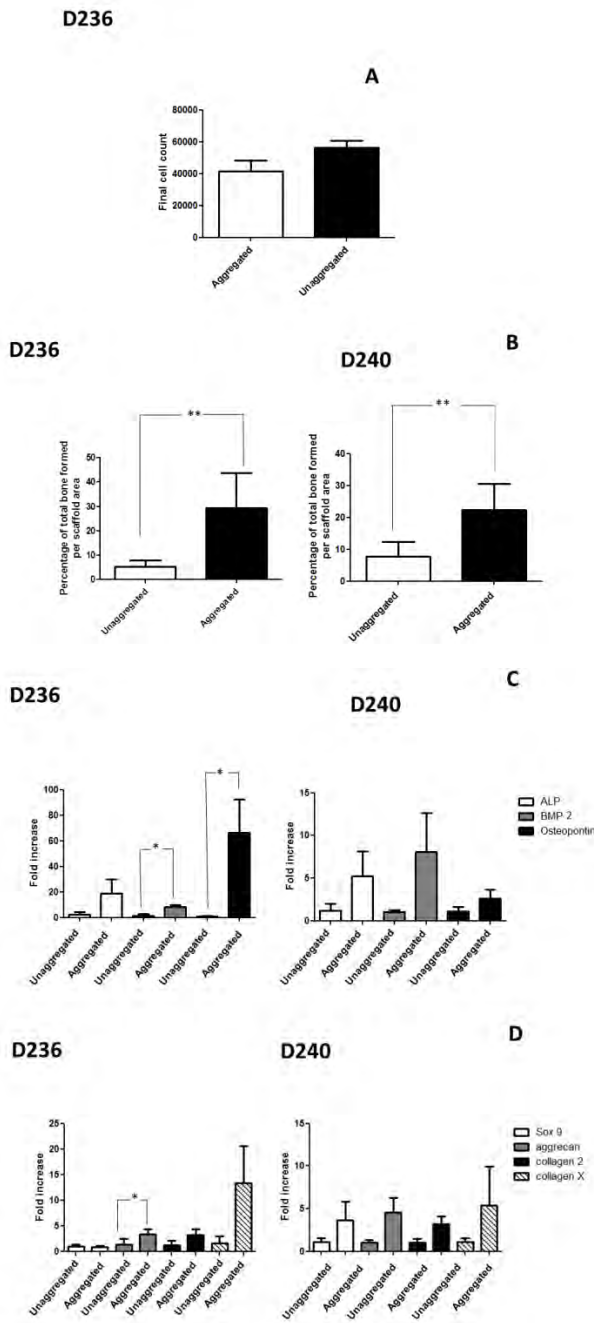 D236
A
80000
60000
40000
20000
0
Final cell count
Aggregated
Unaggregated
D236
D240
B
**
50
40
30
20
10
0
Percentage of total bone formed
per scaffold area
Unaggregated
Aggregated
**
40
30
20
10
0
Percentage of total bone formed
per scaffold area
Unaggregated
Aggregated
D236
D240
C
*
*
100
80
60
40
20
0
Fold increase
Unaggregated
Aggregated
Unaggregated
Aggregated
Unaggregated
Aggregated
15
10
5
0
Fold increase
Unaggregated
Aggregated
Unaggregated
Aggregated
Unaggregated
Aggregated
ALP
BMP 2
Osteopontin
D236
D240
D
*
25
20
15
10
5
0
Fold increase
Unaggregated
Aggregated
Unaggregated
Aggregated
Unaggregated
Aggregated
Unaggregated
Aggregated
15
10
5
0
Fold increase
Unaggregated
Aggregated
Unaggregated
Aggregated
Unaggregated
Aggregated
Sox 9
aggrecan
collagen 2
collagen X